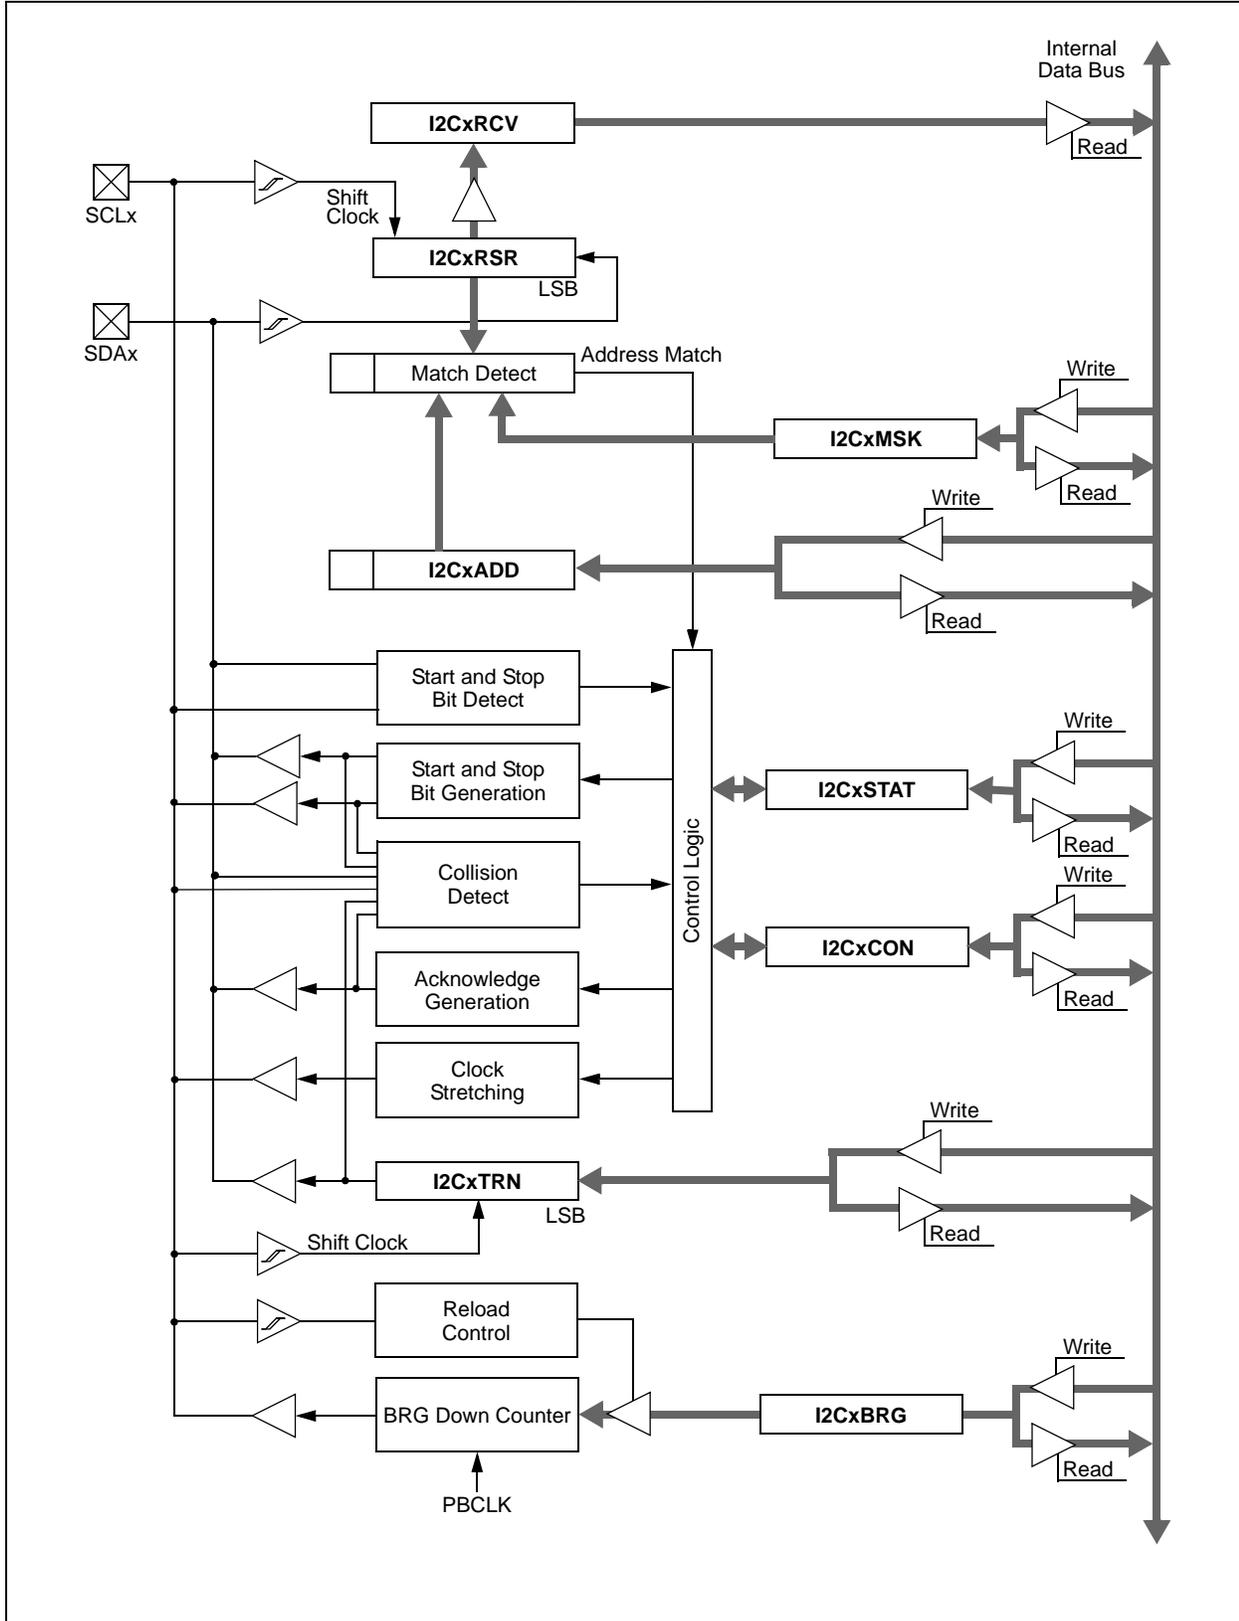 Internal
Data Bus
I2CxRCV
Read
SCLx
Shift
Clock
I2CxRSR
LSB
SDAx
Match Detect
Address Match
Write
I2CxMSK
Read
Write
I2CxADD
Read
Start and Stop
Bit Detect
Start and Stop
Bit Generation
Control Logic
Write
I2CxSTAT
Read
Collision
Detect
Write
I2CxCON
Read
Acknowledge
Generation
Clock
Stretching
Write
I2CxTRN
LSB
Read
Shift Clock
Reload
Control
Write
BRG Down Counter
I2CxBRG
Read
PBCLK